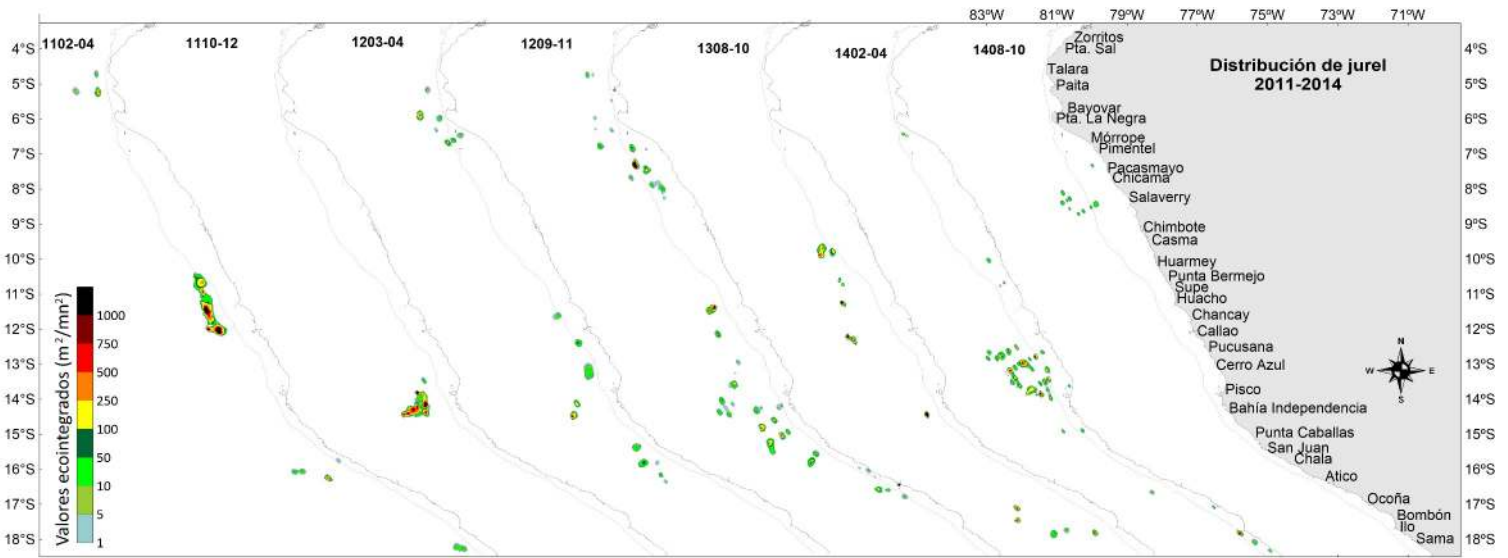 83ºW 81ºW 79ºW 77ºW 75ºW 73ºW 71ºW
1102-04 1110-12 1203-04 1209-11 1308-10 1402-04 1408-10
Distribución de jurel
2011-2014
4ºS
5ºS
6ºS
7ºS
8ºS
9ºS
10ºS
11ºS
12ºS
13ºS
14ºS
15ºS
16ºS
17ºS
18ºS
Valores ecointegrados (m²/mn²)
1000
750
500
250
100
50
10
5
1
Zorritos
Pta. Sal
Talara
Paita
Bayovar
Pta. La Negra
Mórrope
Pimentel
Pacasmayo
Chicama
Salaverry
Chimbote
Casma
Huarmey
Punta Bermejo
Supe
Huacho
Chancay
Callao
Pucusana
Cerro Azul
Pisco
Bahía Independencia
Punta Caballas
San Juan
Chala
Atico
Ocoña
Bombón
Ilo
Sama
N
W E
S
4ºS
5ºS
6ºS
7ºS
8ºS
9ºS
10ºS
11ºS
12ºS
13ºS
14ºS
15ºS
16ºS
17ºS
18ºS